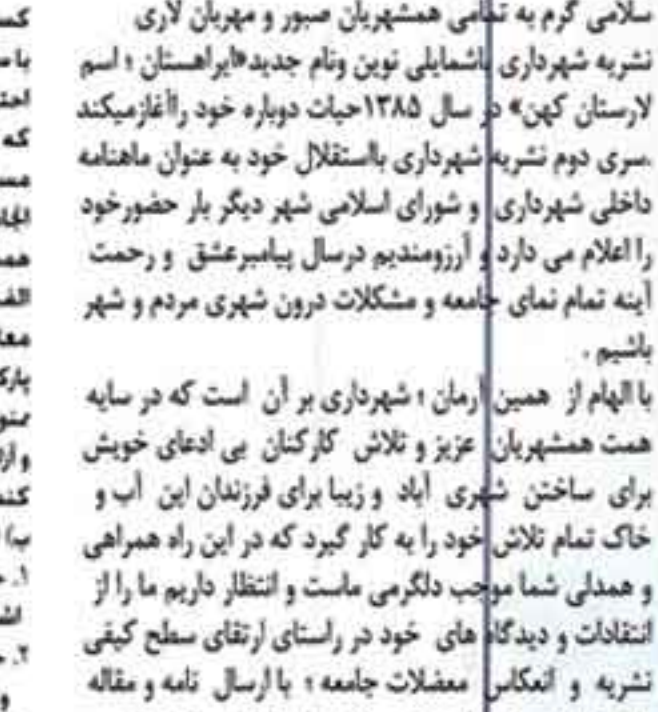 سلامی گرم به تمامی همشهریان صبور و مهربان لاری
نشریه شهرداری باشمایلی نوین ونام جدید«ایراهستان ؛ اسم
لارستان کهن» در سال ۱۳۸۵حیات دوباره خود راآغازمیکند
.سری دوم نشریه شهرداری بااستقلال خود به عنوان ماهنامه
داخلی شهرداری و شورای اسلامی شهر دیگر بار حضورخود
را اعلام می دارد و آرزومندیم درسال پیامبرعشق و رحمت
آینه تمام نمای جامعه و مشکلات درون شهری مردم و شهر
باشیم .
با الهام از همین آرمان ؛ شهرداری بر آن است که در سایه
همت همشهریان عزیز و تلاش کارکنان بی ادعای خویش
برای ساختن شهری آباد و زیبا برای فرزندان این آب و
خاک تمام تلاش خود را به کار گیرد که در این راه همراهی
و همدلی شما موجب دلگرمی ماست و انتظار داریم ما را از
انتقادات و دیدگاه های خود در راستای ارتقای سطح کیفی
نشریه و انعکاس معضلات جامعه ؛ با ارسال نامه و مقاله